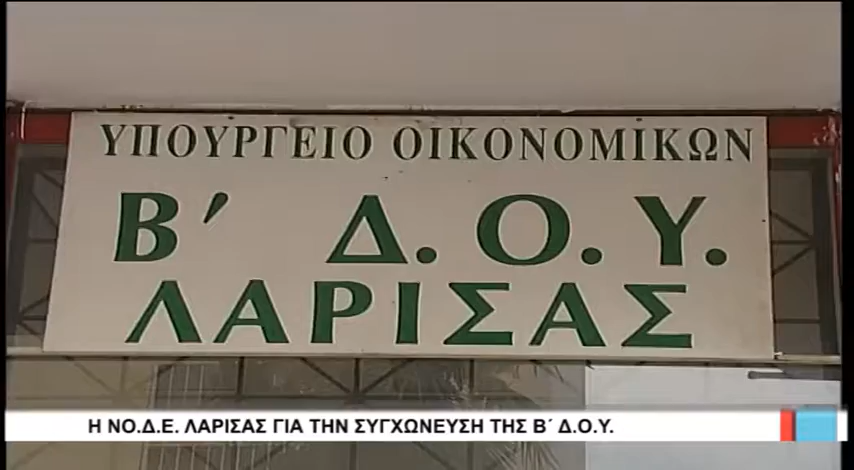 ΥΠΟΥΡΓΕΙΟ ΟΙΚΟΝΟΜΙΚΩΝ
Β' Δ.Ο.Υ.
ΛΑΡΙΣΑΣ
Η ΝΟ.Δ.Ε. ΛΑΡΙΣΑΣ ΓΙΑ ΤΗΝ ΣΥΓΧΩΝΕΥΣΗ ΤΗΣ Β΄ Δ.Ο.Υ.